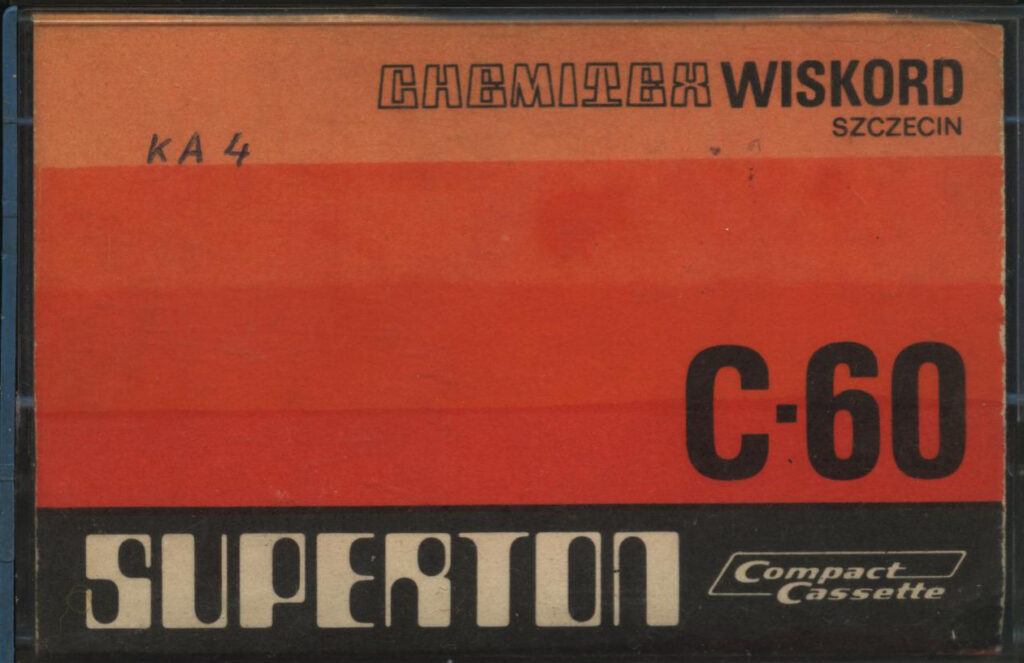 CHEMITEX WISKORD
SZCZECIN
KA 4
C-60
SUPERTON
Compact
Cassette